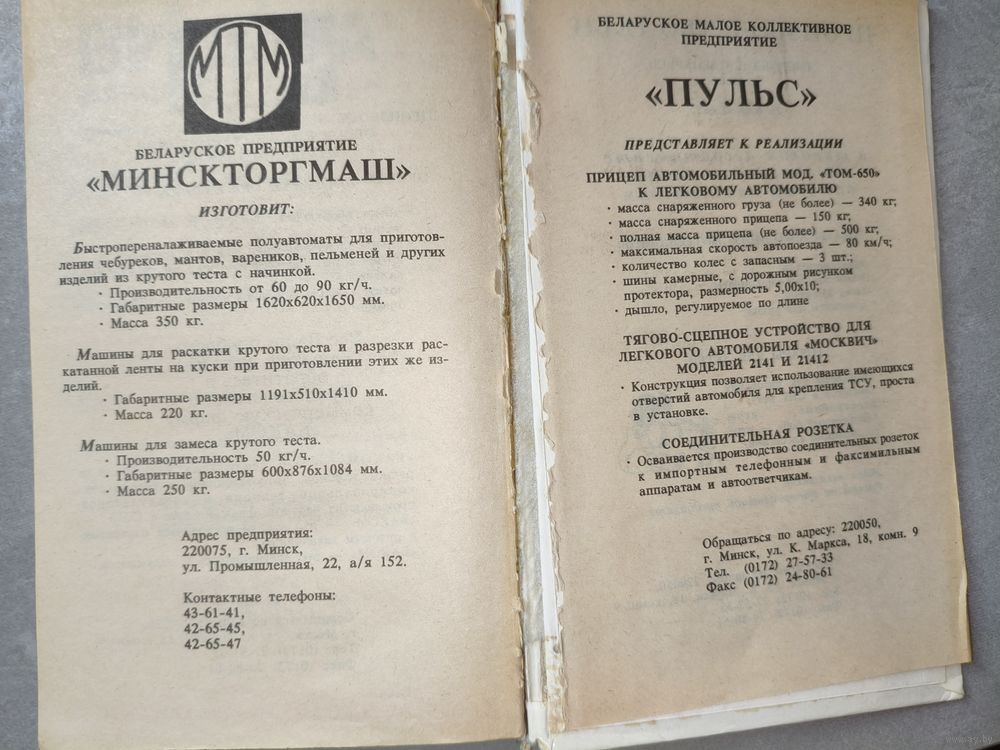 МТМ
БЕЛАРУСКОЕ ПРЕДПРИЯТИЕ
«МИНСКТОРГМАШ»
ИЗГОТОВИТ:
Быстропереналаживаемые полуавтоматы для приготов-
ления чебуреков, мантов, вареников, пельменей и других
изделий из крутого теста с начинкой.
· Производительность от 60 до 90 кг/ч.
· Габаритные размеры 1620х620х1650 мм.
· Масса 350 кг.
Машины для раскатки крутого теста и разрезки рас-
катанной ленты на куски при приготовлении этих же из-
делий.
· Габаритные размеры 1191х510х1410 мм.
· Масса 220 кг.
Машины для замеса крутого теста.
· Производительность 50 кг/ч.
· Габаритные размеры 600х876х1084 мм.
· Масса 250 кг.
Адрес предприятия:
220075, г. Минск,
ул. Промышленная, 22, а/я 152.
Контактные телефоны:
43-61-41,
42-65-45,
42-65-47
БЕЛАРУСКОЕ МАЛОЕ КОЛЛЕКТИВНОЕ
ПРЕДПРИЯТИЕ
«ПУЛЬС»
ПРЕДСТАВЛЯЕТ К РЕАЛИЗАЦИИ
ПРИЦЕП АВТОМОБИЛЬНЫЙ МОД. «ТОМ-650»
К ЛЕГКОВОМУ АВТОМОБИЛЮ
· масса снаряженного груза (не более) — 340 кг;
· масса снаряженного прицепа — 150 кг;
· полная масса прицепа (не более) — 500 кг;
· максимальная скорость автопоезда — 80 км/ч;
· количество колес с запасным — 3 шт.;
· шины камерные, с дорожным рисунком
протектора, размерность 5,00х10;
· дышло, регулируемое по длине
ТЯГОВО-СЦЕПНОЕ УСТРОЙСТВО ДЛЯ
ЛЕГКОВОГО АВТОМОБИЛЯ «МОСКВИЧ»
МОДЕЛЕЙ 2141 И 21412
· Конструкция позволяет использование имеющихся
отверстий автомобиля для крепления ТСУ, проста
в установке.
СОЕДИНИТЕЛЬНАЯ РОЗЕТКА
· Осваивается производство соединительных розеток
к импортным телефонным и факсимильным
аппаратам и автоответчикам.
Обращаться по адресу: 220050,
г. Минск, ул. К. Маркса, 18, комн. 9
Тел. (0172) 27-57-33
Факс (0172) 24-80-61